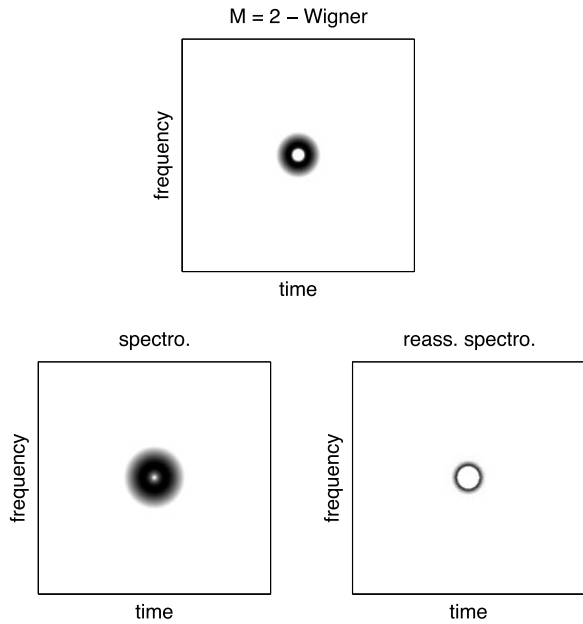 M = 2 – Wigner
frequency
time
spectro.
frequency
time
reass. spectro.
frequency
time